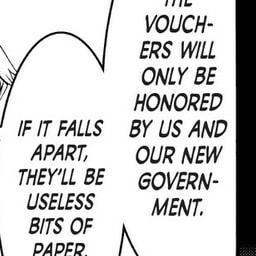 THE
VOUCH-
ERS WILL
ONLY BE
HONORED
BY US AND
OUR NEW
GOVERN-
MENT.
IF IT FALLS
APART,
THEY'LL BE
USELESS
BITS OF
PAPER.